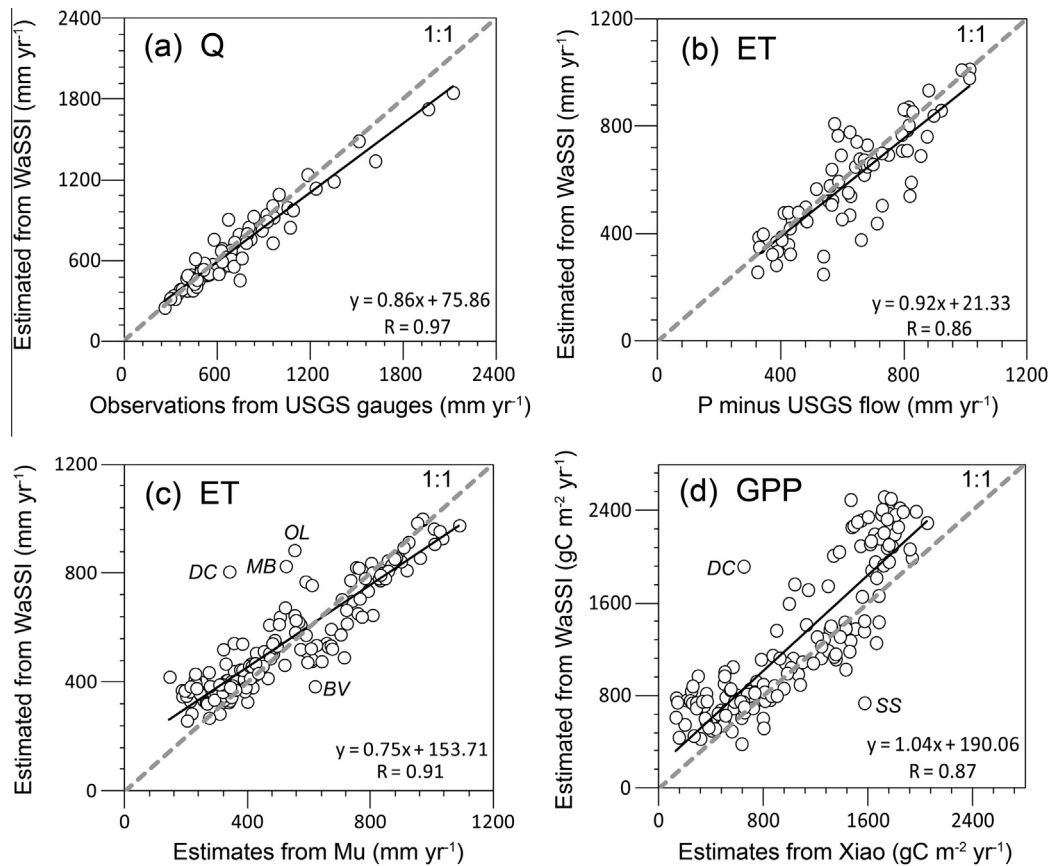 2400
1800
1200
600
0
Estimated from WaSSI (mm yr⁻¹)
(a) Q
1:1
y = 0.86x + 75.86
R = 0.97
0 600 1200 1800 2400
Observations from USGS gauges (mm yr⁻¹)
1200
800
400
0
Estimated from WaSSI (mm yr⁻¹)
(b) ET
1:1
y = 0.92x + 21.33
R = 0.86
0 400 800 1200
P minus USGS flow (mm yr⁻¹)
1200
800
400
0
Estimated from WaSSI (mm yr⁻¹)
(c) ET
1:1
OL
MB
DC
BV
y = 0.75x + 153.71
R = 0.91
0 400 800 1200
Estimates from Mu (mm yr⁻¹)
2400
1600
800
0
Estimated from WaSSI (gC m⁻² yr⁻¹)
(d) GPP
1:1
DC
SS
y = 1.04x + 190.06
R = 0.87
0 800 1600 2400
Estimates from Xiao (gC m⁻² yr⁻¹)